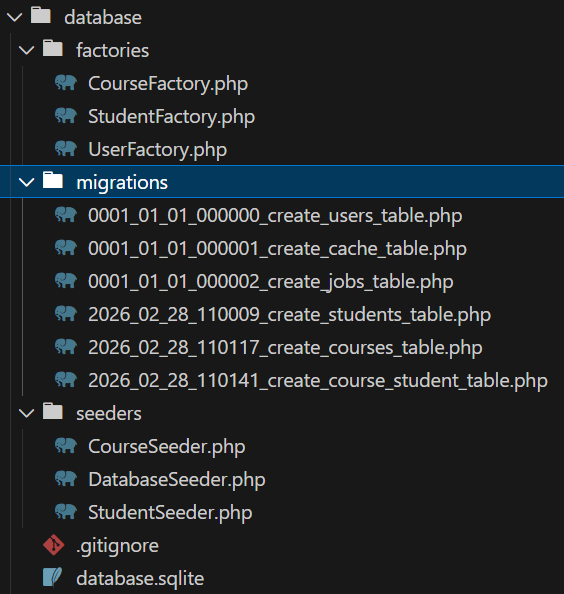 database
factories
CourseFactory.php
StudentFactory.php
UserFactory.php
migrations
0001_01_01_000000_create_users_table.php
0001_01_01_000001_create_cache_table.php
0001_01_01_000002_create_jobs_table.php
2026_02_28_110009_create_students_table.php
2026_02_28_110117_create_courses_table.php
2026_02_28_110141_create_course_student_table.php
seeders
CourseSeeder.php
DatabaseSeeder.php
StudentSeeder.php
.gitignore
database.sqlite